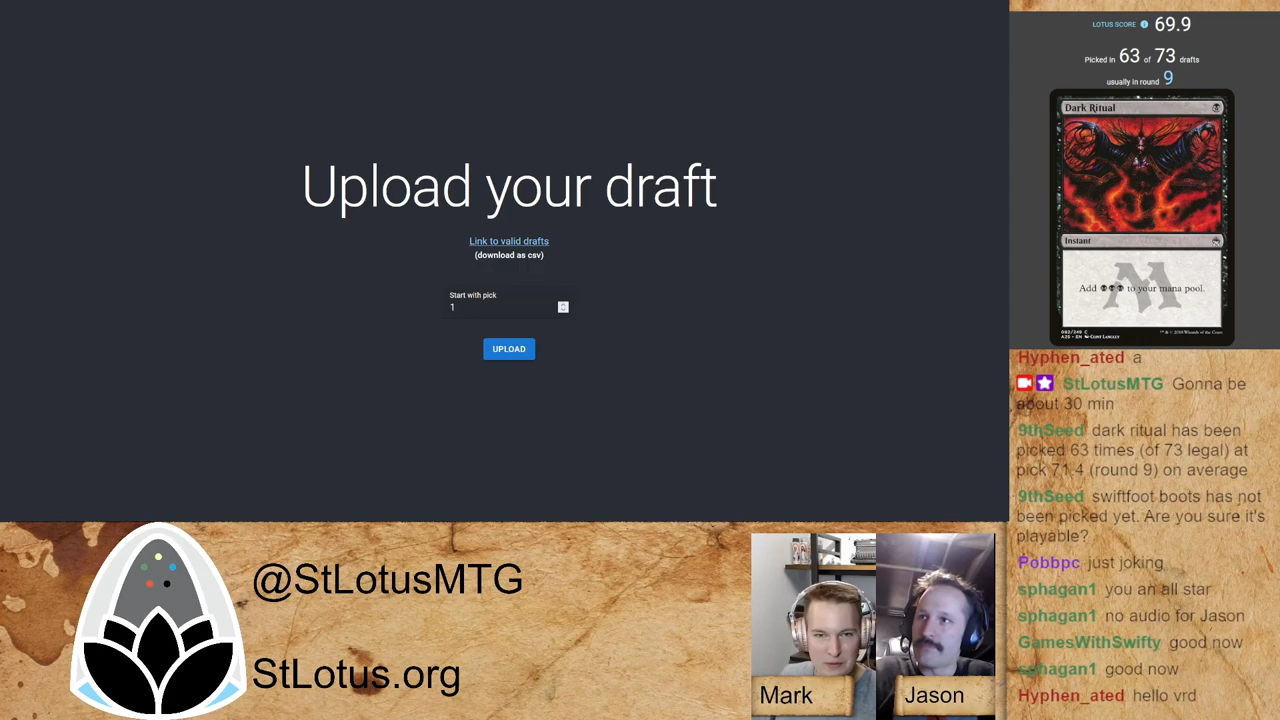 Upload your draft
Link to valid drafts
(download as csv)
Start with pick
1
UPLOAD
LOTUS SCORE 69.9
Picked in 63 of 73 drafts
usually in round 9
Dark Ritual
Instant
Add to your mana pool.
Hyphen_ated a
StLotusMTG Gonna be
about 30 min
9thSeed dark ritual has been
picked 63 times (of 73 legal) at
pick 71.4 (round 9) on average
9thSeed swiftfoot boots has not
been picked yet. Are you sure it's
playable?
Pobbpc just joking
sphagan1 you an all star
sphagan1 no audio for Jason
GamesWithSwifty good now
sphagan1 good now
Hyphen_ated hello vrd
@StLotusMTG
StLotus.org
Mark
Jason